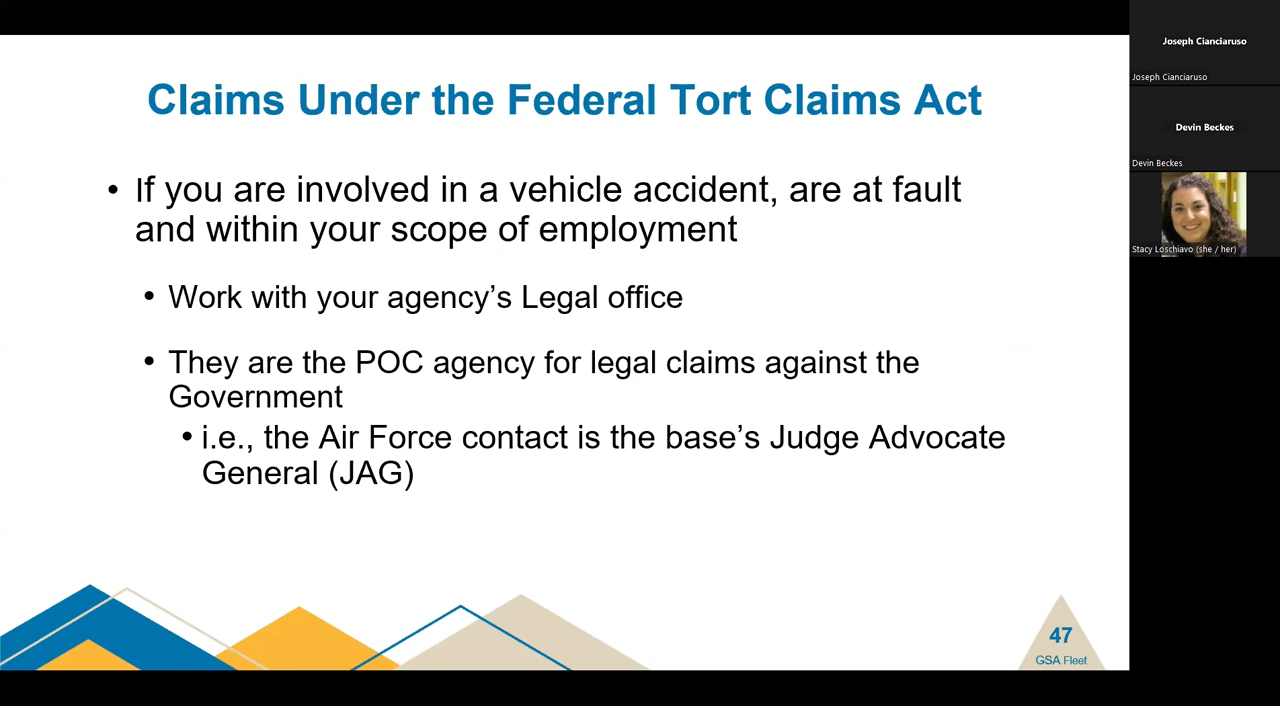 Claims Under the Federal Tort Claims Act
• If you are involved in a vehicle accident, are at fault
and within your scope of employment
• Work with your agency’s Legal office
• They are the POC agency for legal claims against the
Government
• i.e., the Air Force contact is the base’s Judge Advocate
General (JAG)
47
GSA Fleet
Joseph Cianciaruso
Joseph Cianciaruso
Devin Beckes
Devin Beckes
Stacy Loschiavo (she / her)